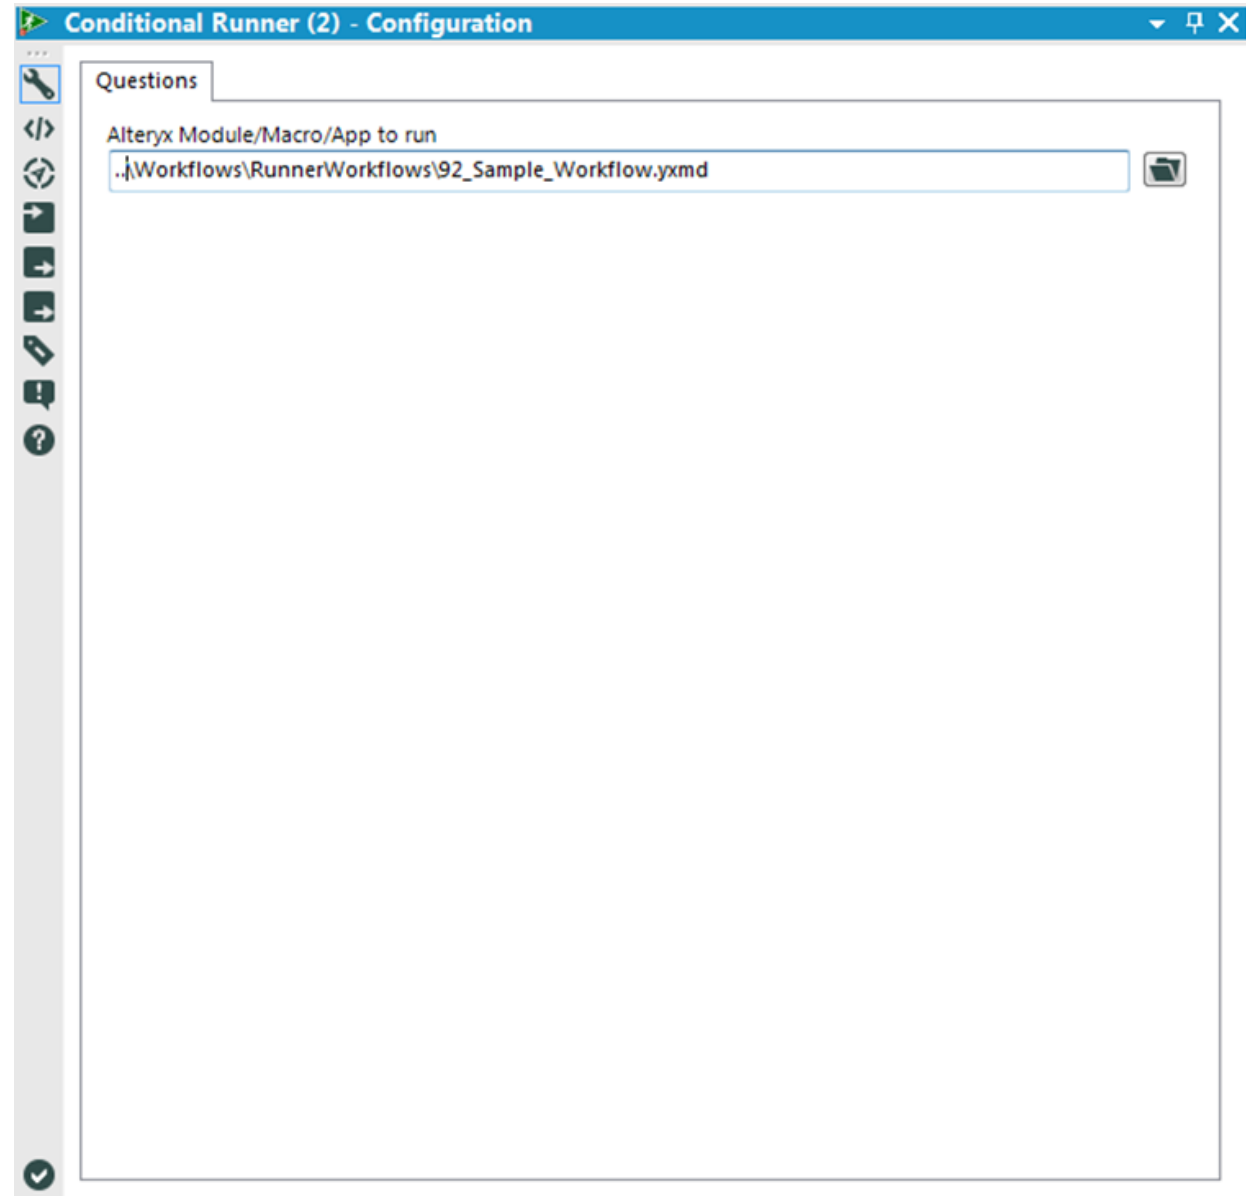 Conditional Runner (2) - Configuration
Questions
Alteryx Module/Macro/App to run
..\Workflows\RunnerWorkflows\92_Sample_Workflow.yxmd